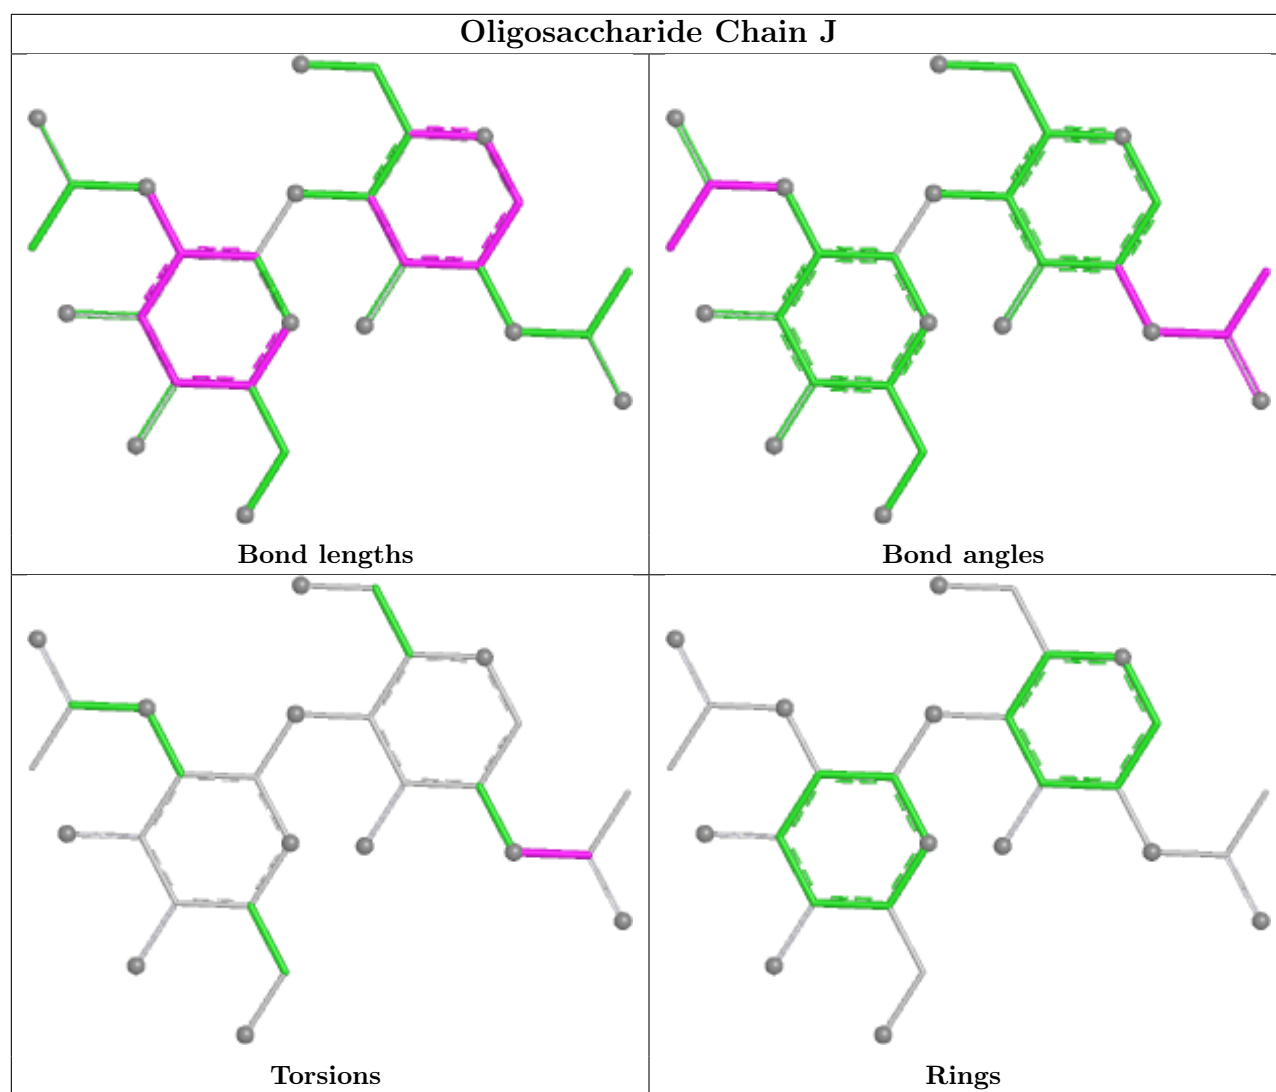 Oligosaccharide Chain J
Bond lengths
Bond angles
Torsions
Rings